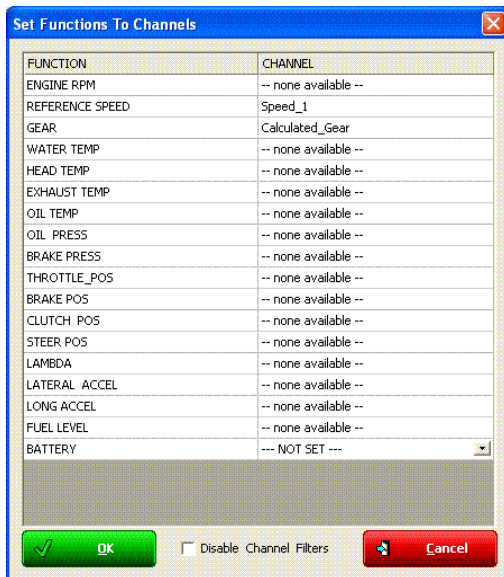 Set Functions To Channels
FUNCTION CHANNEL
ENGINE RPM -- none available --
REFERENCE SPEED Speed_1
GEAR Calculated_Gear
WATER TEMP -- none available --
HEAD TEMP -- none available --
EXHAUST TEMP -- none available --
OIL TEMP -- none available --
OIL PRESS -- none available --
BRAKE PRESS -- none available --
THROTTLE_POS -- none available --
BRAKE POS -- none available --
CLUTCH POS -- none available --
STEER POS -- none available --
LAMBDA -- none available --
LATERAL ACCEL -- none available --
LONG ACCEL -- none available --
FUEL LEVEL -- none available --
BATTERY --- NOT SET ---
OK Disable Channel Filters Cancel